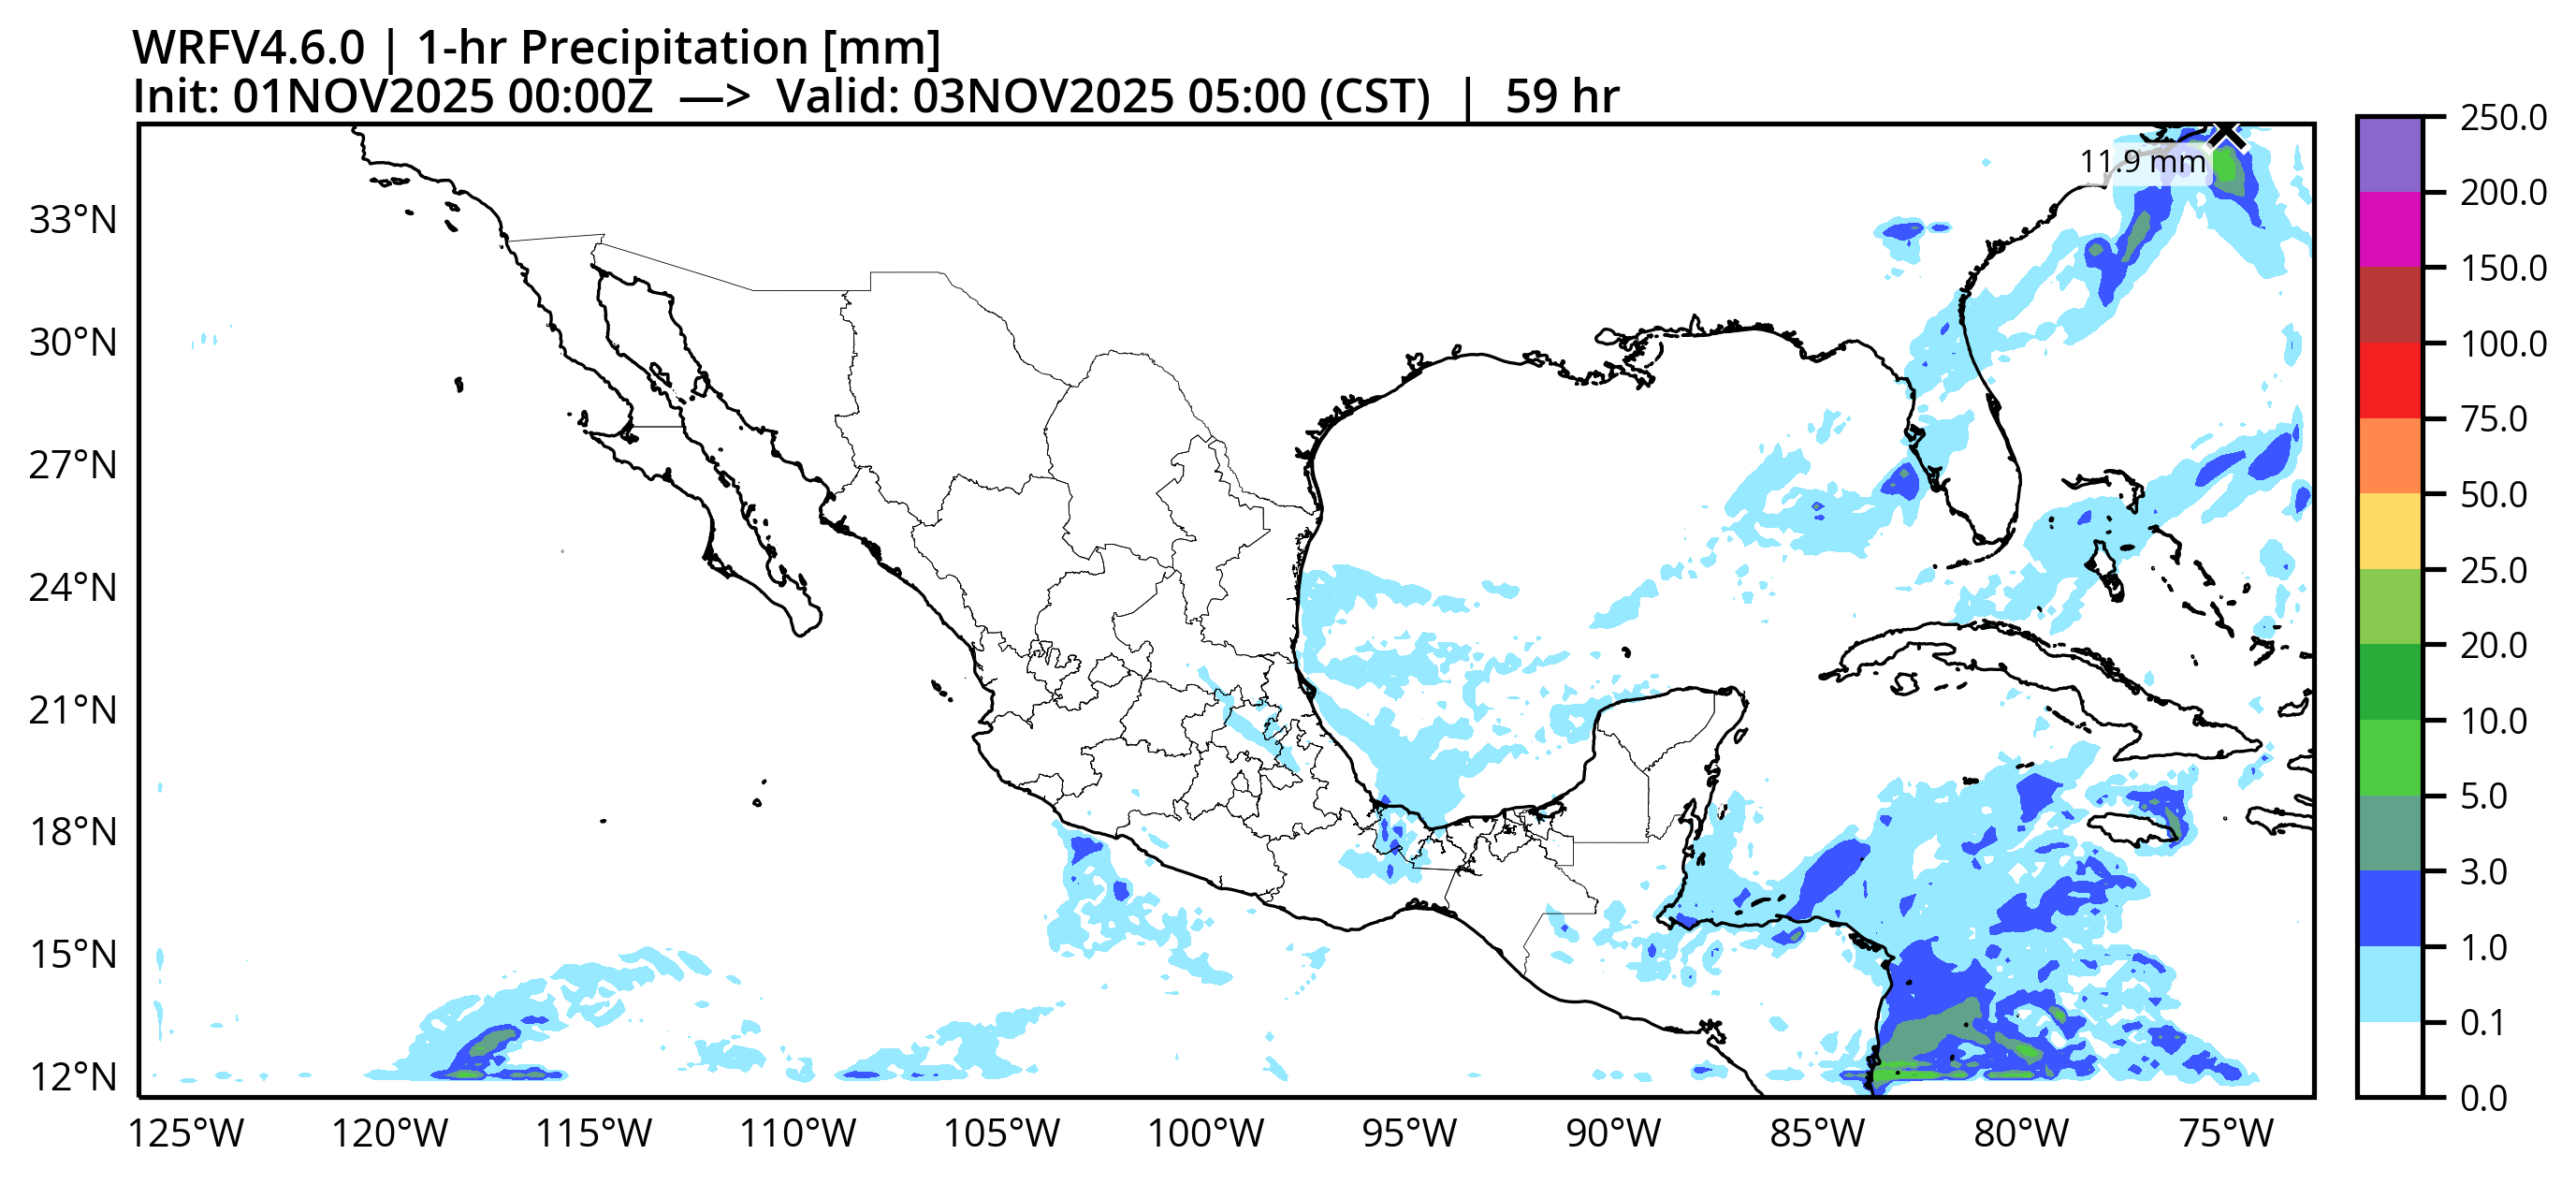 WRFV4.6.0 | 1-hr Precipitation [mm]
Init: 01NOV2025 00:00Z —> Valid: 03NOV2025 05:00 (CST) | 59 hr
11.9 mm
33°N
30°N
27°N
24°N
21°N
18°N
15°N
12°N
125°W 120°W 115°W 110°W 105°W 100°W 95°W 90°W 85°W 80°W 75°W
250.0
200.0
150.0
100.0
75.0
50.0
25.0
20.0
10.0
5.0
3.0
1.0
0.1
0.0